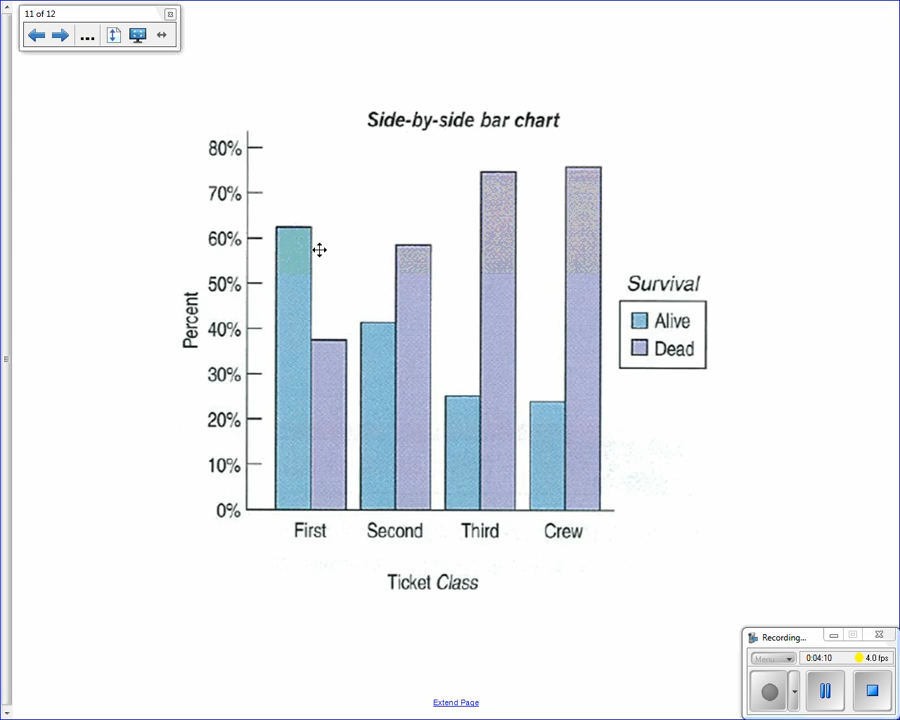 11 of 12
...
Side-by-side bar chart
80%
70%
60%
50%
40%
30%
20%
10%
0%
Percent
First Second Third Crew
Ticket Class
Survival
Alive
Dead
Recording...
Menu
0:04:10 4.0 fps
Extend Page